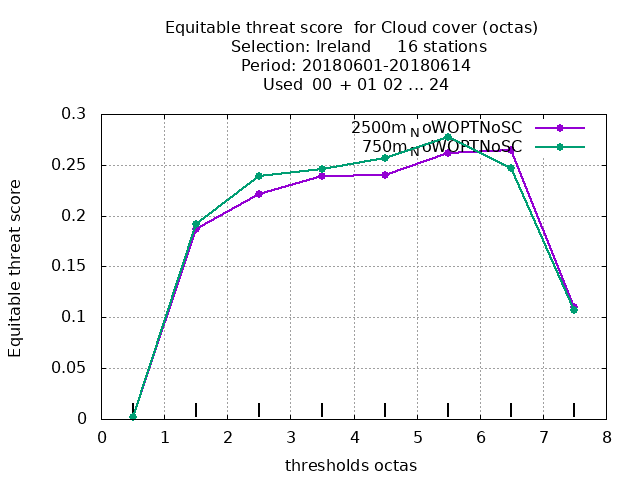 Equitable threat score  for Cloud cover (octas)
Selection: Ireland     16 stations
Period: 20180601-20180614
Used  00 + 01 02 ... 24
2500m_NoWOPTNoSC
750m_NoWOPTNoSC
Equitable threat score
0.3
0.25
0.2
0.15
0.1
0.05
0
0 1 2 3 4 5 6 7 8
thresholds octas